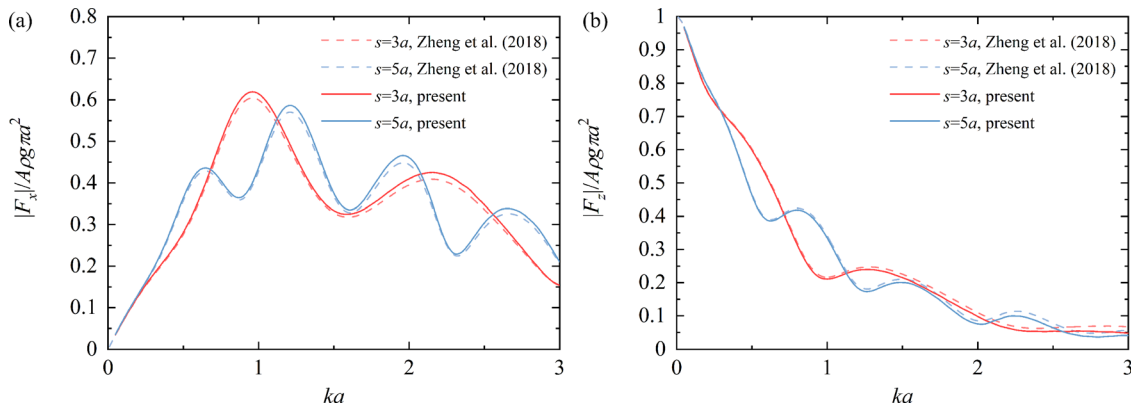 (a)
|Fx|/Aρgπa²
0.8
0.7
0.6
0.5
0.4
0.3
0.2
0.1
0
s=3a, Zheng et al. (2018)
s=5a, Zheng et al. (2018)
s=3a, present
s=5a, present
0 1 2 3
ka
(b)
|Fz|/Aρgπa²
1
0.9
0.8
0.7
0.6
0.5
0.4
0.3
0.2
0.1
0
s=3a, Zheng et al. (2018)
s=5a, Zheng et al. (2018)
s=3a, present
s=5a, present
0 1 2 3
ka